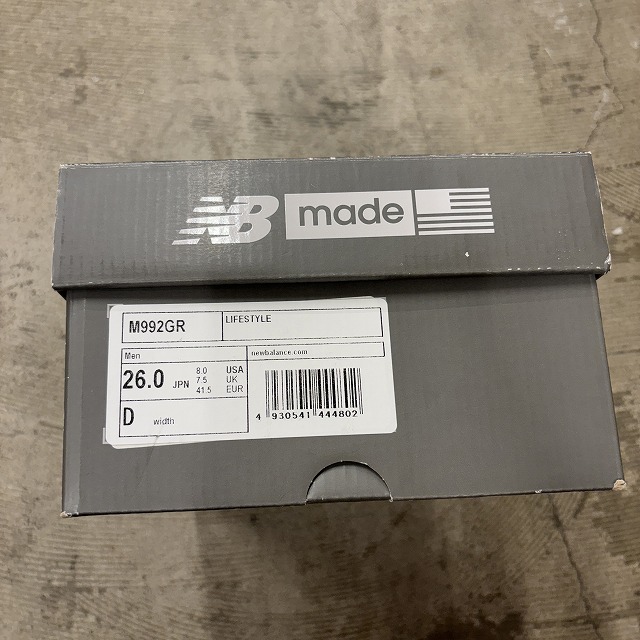 NB made
M992GR LIFESTYLE
Men newbalance.com
26.0 JPN 8.0 USA
7.5 UK
41.5 EUR
D width
4 930541 444802